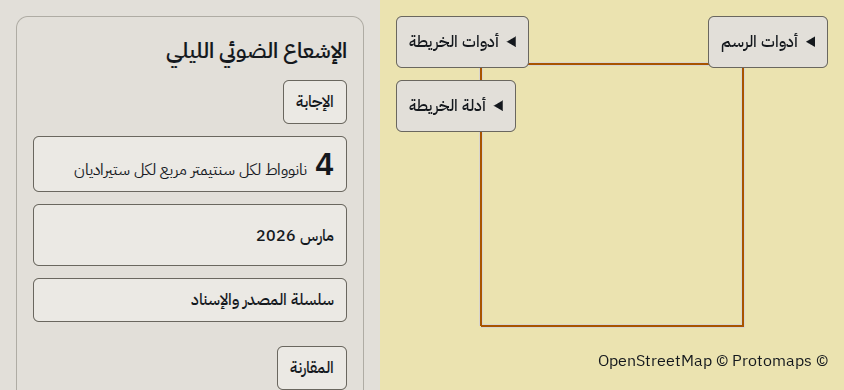 الإشعاع الضوئي الليلي
الإجابة
4 نانوواط لكل سنتيمتر مربع لكل ستيراديان
مارس 2026
سلسلة المصدر والإسناد
المقارنة
أدوات الرسم
أدوات الخريطة
أدلة الخريطة
OpenStreetMap © Protomaps ©